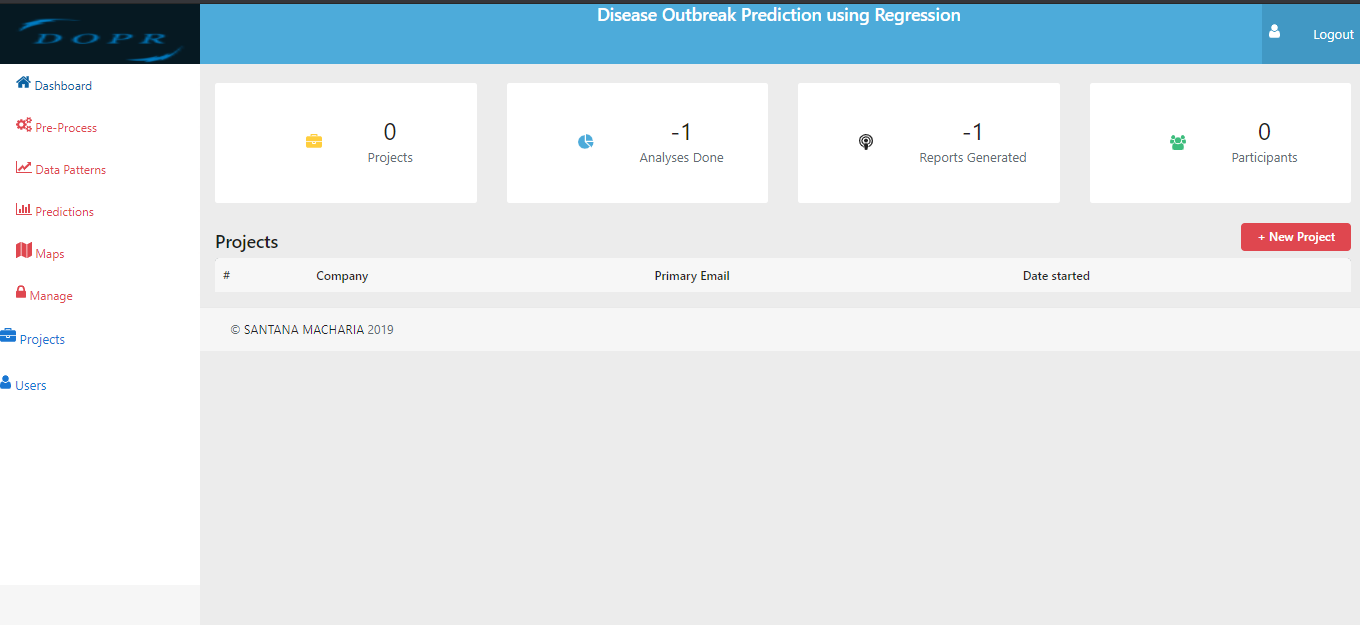 DOPR
Disease Outbreak Prediction using Regression
Logout
Dashboard
Pre-Process
Data Patterns
Predictions
Maps
Manage
Projects
Users
0
Projects
-1
Analyses Done
-1
Reports Generated
0
Participants
Projects
+ New Project
# Company Primary Email Date started
© SANTANA MACHARIA 2019